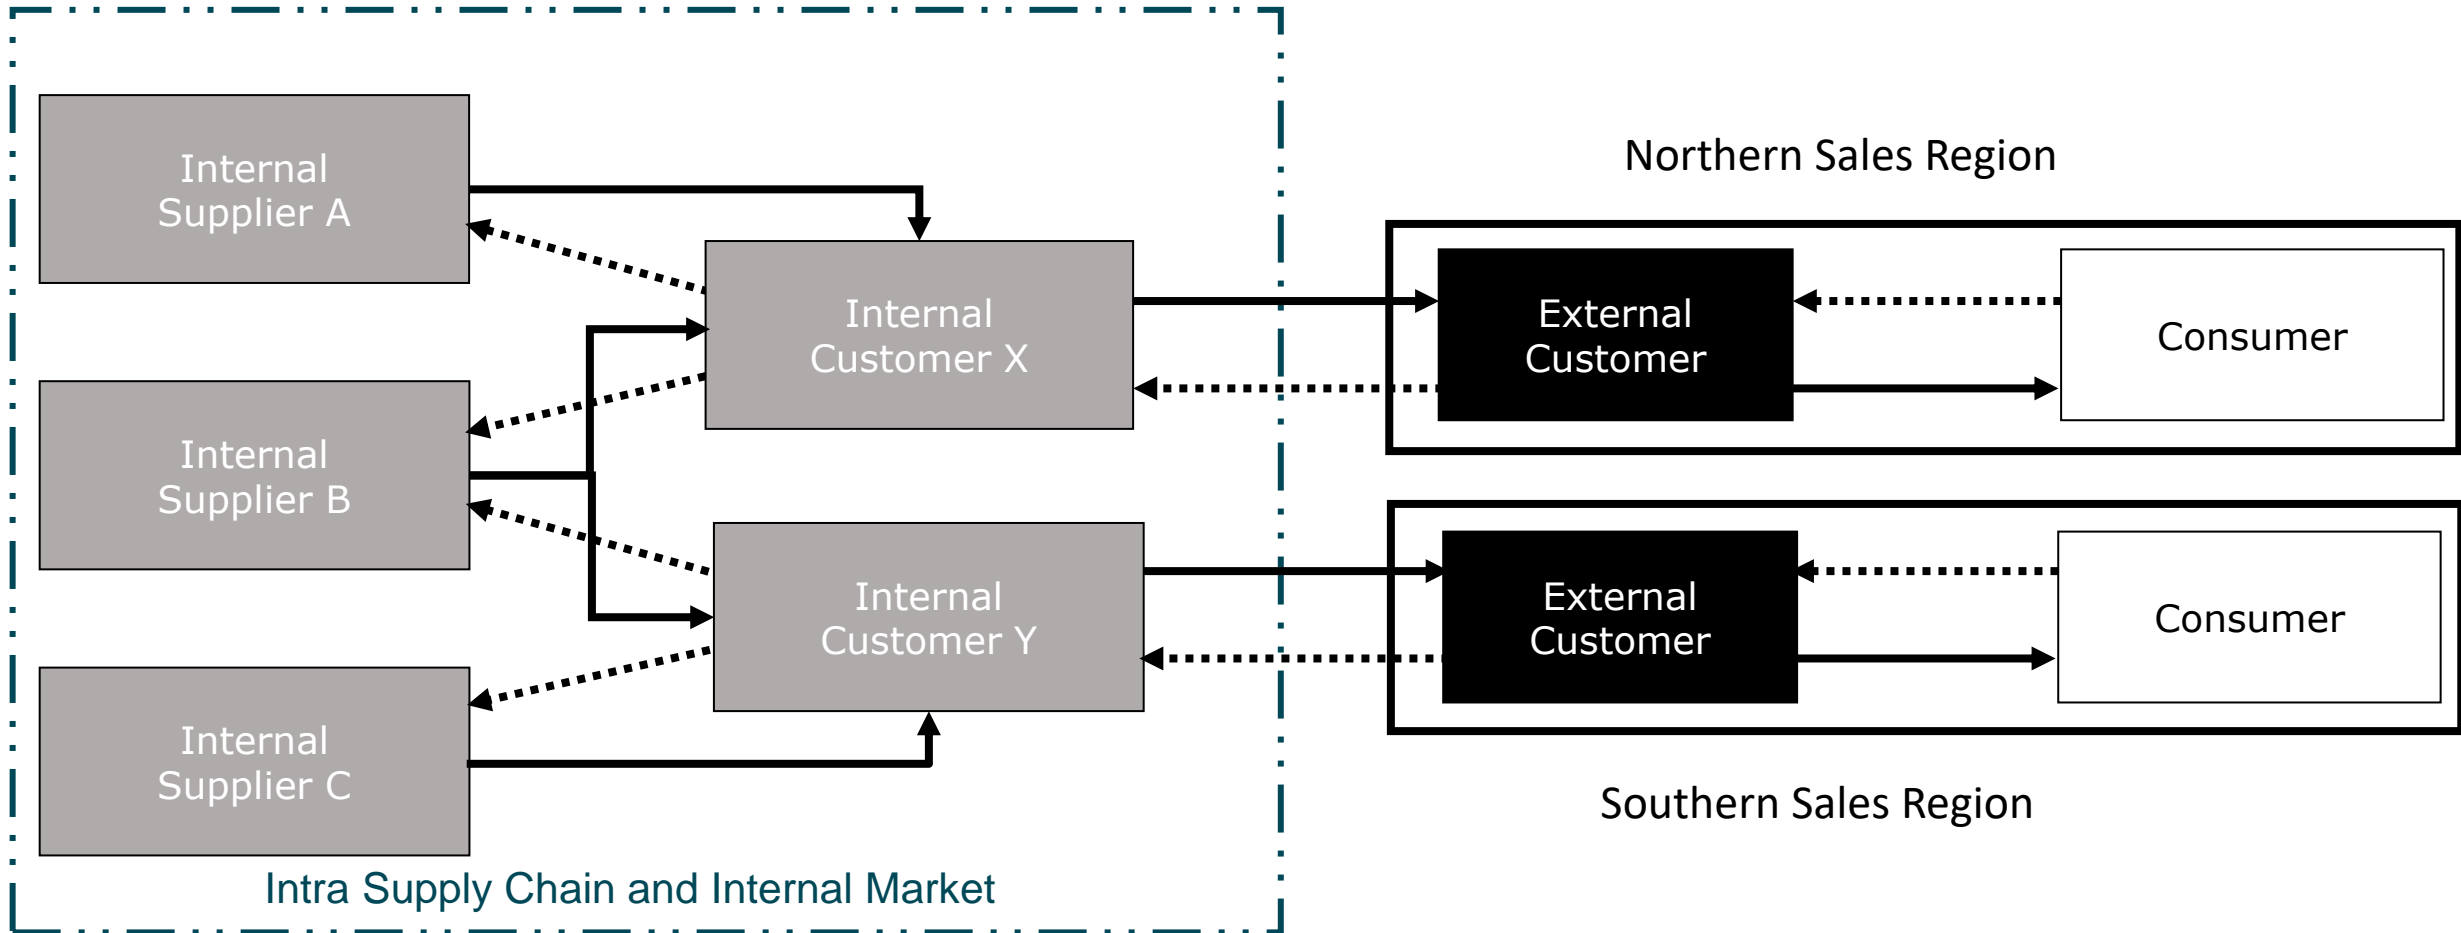 Internal
Supplier A
Internal
Supplier B
Internal
Supplier C
Internal
Customer X
Internal
Customer Y
Intra Supply Chain and Internal Market
Northern Sales Region
External
Customer
Consumer
External
Customer
Consumer
Southern Sales Region